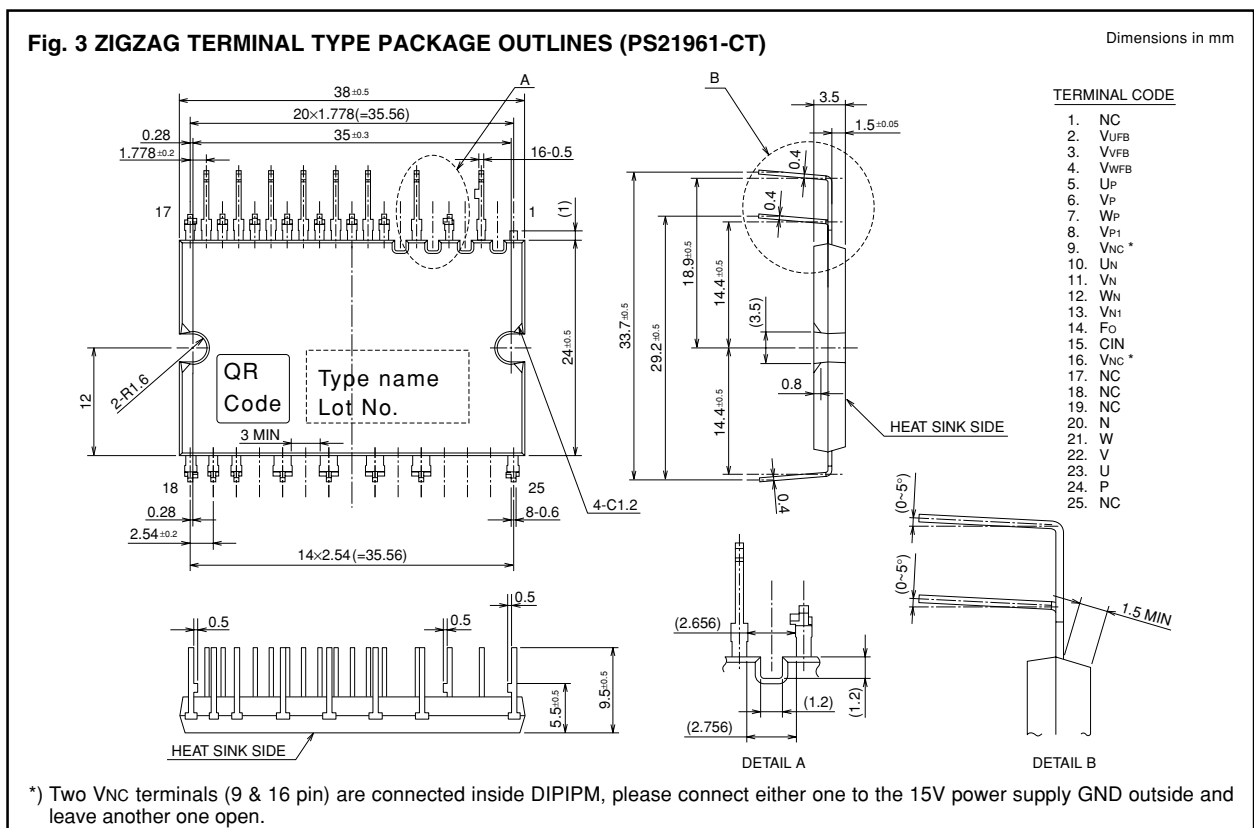 Fig. 3 ZIGZAG TERMINAL TYPE PACKAGE OUTLINES (PS21961-CT)
Dimensions in mm
A
38±0.5
20×1.778(=35.56)
35±0.3
0.28
1.778±0.2
16-0.5
17
1
(1)
24±0.5
12
2-R1.6
QR
Code
Type name
Lot No.
3 MIN
18
25
0.28
2.54±0.2
8-0.6
4-C1.2
14×2.54(=35.56)
B
3.5
1.5±0.05
0.4
0.4
33.7±0.5
29.2±0.5
18.9±0.5
14.4±0.5
(3.5)
0.8
14.4±0.5
0.4
HEAT SINK SIDE
TERMINAL CODE
1. NC
2. VUFB
3. VVFB
4. VWFB
5. UP
6. VP
7. WP
8. VP1
9. VNC *
10. UN
11. VN
12. WN
13. VN1
14. FO
15. CIN
16. VNC *
17. NC
18. NC
19. NC
20. N
21. W
22. V
23. U
24. P
25. NC
0.5
0.5
0.5
5.5±0.5
9.5±0.5
HEAT SINK SIDE
(2.656)
(1.2)
(1.2)
(2.756)
DETAIL A
(0~5°)
(0~5°)
1.5 MIN
DETAIL B
*) Two VNC terminals (9 & 16 pin) are connected inside DIPIPM, please connect either one to the 15V power supply GND outside and
leave another one open.